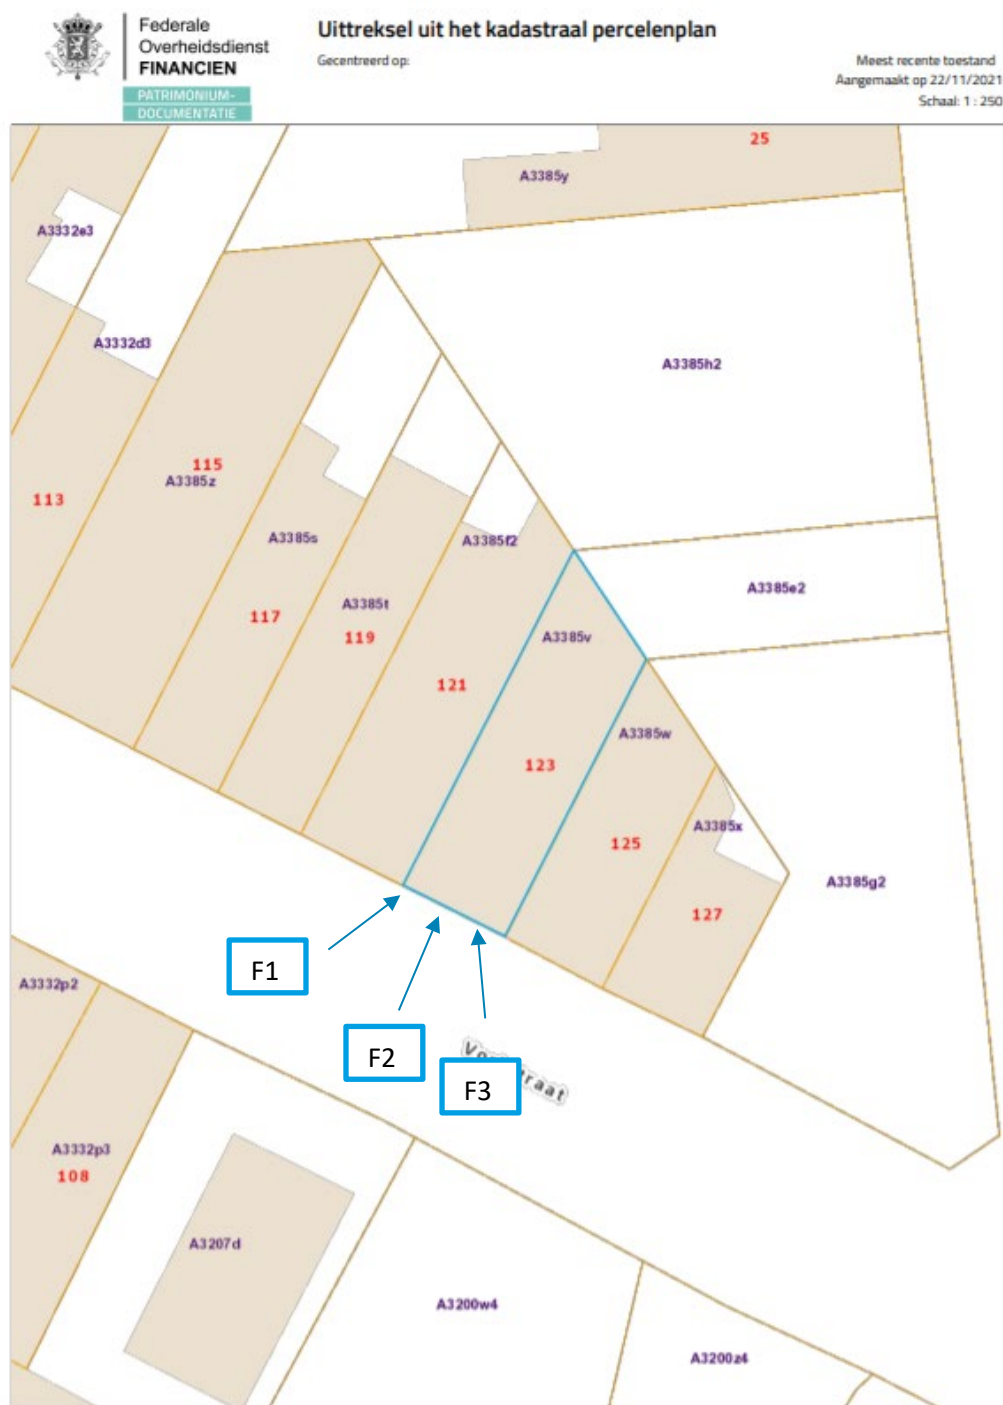 Federale
Overheidsdienst
FINANCIEN
PATRIMONIUM-
DOCUMENTATIE
Uittreksel uit het kadastraal percelenplan
Gecentreerd op:
Meest recente toestand
Aangemaakt op 22/11/2021
Schaal: 1 : 250
25
A3385y
A3332e3
A3332d3
A3385h2
115
A3385z
113
A3385s
A3385f2
A3385e2
A3385t
117
119
A3385v
121
A3385w
123
A3385x
125
A3385g2
127
F1
A3332p2
F2
F3
A3332p3
108
A3207d
A3200w4
A3200z4